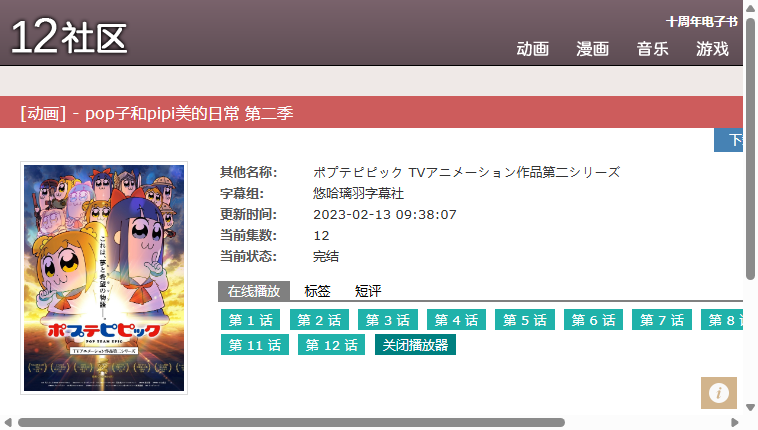 十周年电子书
12社区
动画 漫画 音乐 游戏
[动画] - pop子和pipi美的日常 第二季
其他名称: ポプテピピック TVアニメーション作品第二シリーズ
字幕组: 悠哈璃羽字幕社
更新时间: 2023-02-13 09:38:07
当前集数: 12
当前状态: 完结
在线播放 标签 短评
第 1 话 第 2 话 第 3 话 第 4 话 第 5 话 第 6 话 第 7 话 第 8
第 11 话 第 12 话 关闭播放器
これは、夢と希望の物語―。
ポプテピピック
POP TEAM EPIC
TVアニメーション作品第二シリーズ